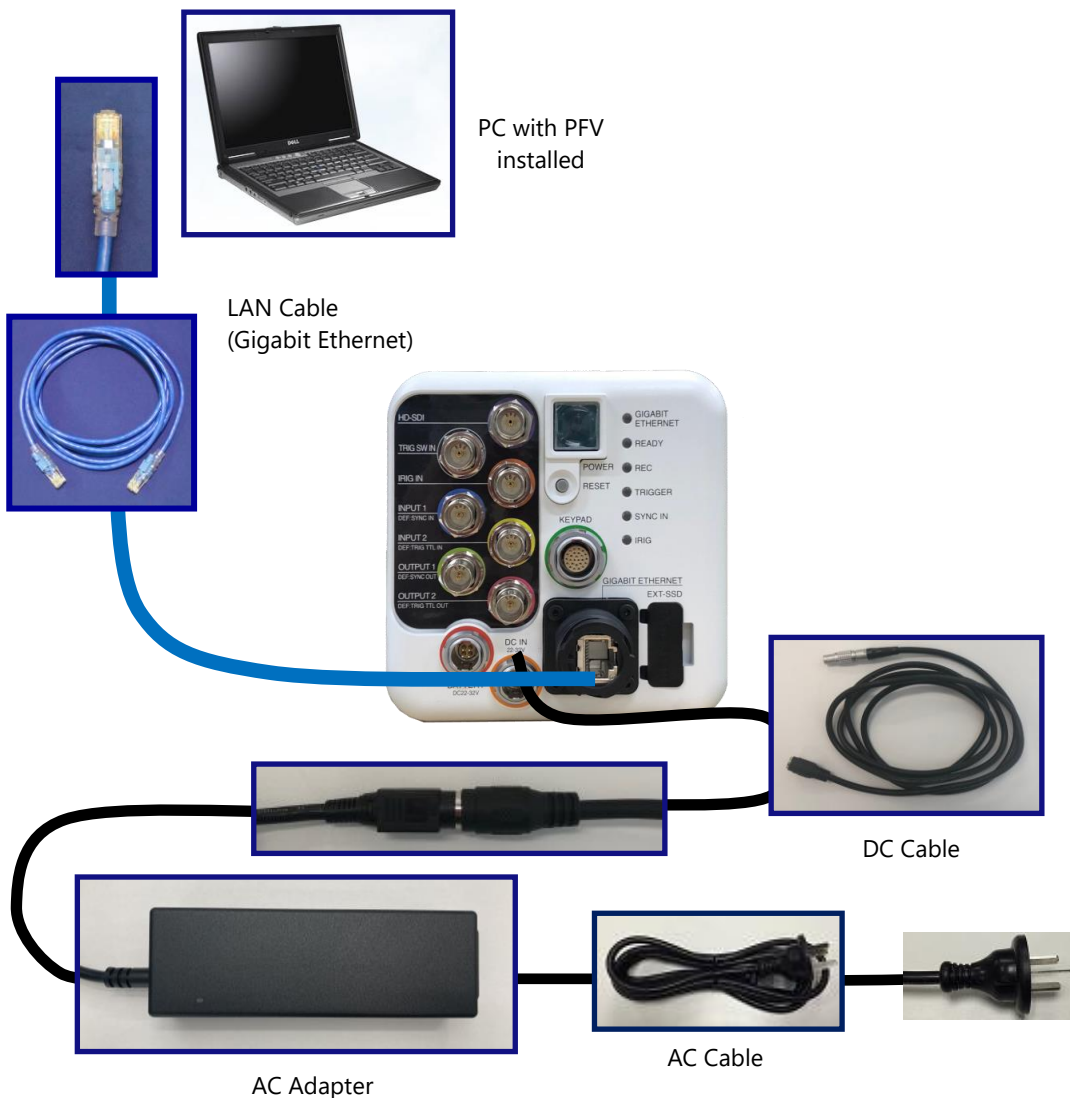 DELL
PC with PFV
installed
LAN Cable
(Gigabit Ethernet)
HD-SDI
TRIG SW IN
IRIG IN
INPUT 1
DEF:SYNC IN
INPUT 2
DEF:TRIG TTL IN
OUTPUT 1
DEF:SYNC OUT
OUTPUT 2
DEF:TRIG TTL OUT
POWER
RESET
GIGABIT
ETHERNET
READY
REC
TRIGGER
SYNC IN
IRIG
KEYPAD
GIGABIT ETHERNET
EXT-SSD
DC IN
22-32V
DC22-32V
DC Cable
AC Cable
AC Adapter